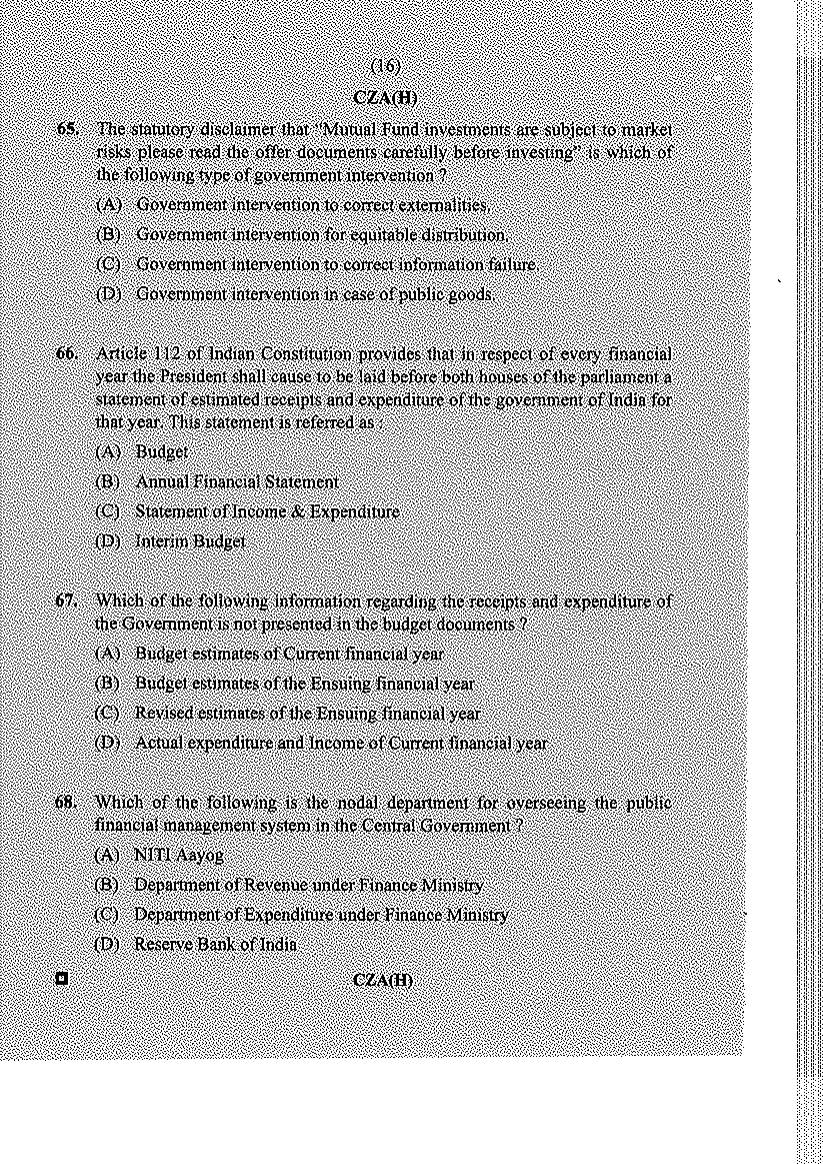 (16)
CZA(H)
65. The statutory disclaimer that "Mutual Fund investments are subject to market
risks please read the offer documents carefully before investing" is which of
the following type of government intervention ?
(A) Government intervention to correct externalities.
(B) Government intervention for equitable distribution.
(C) Government intervention to correct information failure.
(D) Government intervention in case of public goods.
66. Article 112 of Indian Constitution provides that in respect of every financial
year the President shall cause to be laid before both houses of the parliament a
statement of estimated receipts and expenditure of the government of India for
that year. This statement is referred as :
(A) Budget
(B) Annual Financial Statement
(C) Statement of Income & Expenditure
(D) Interim Budget
67. Which of the following information regarding the receipts and expenditure of
the Government is not presented in the budget documents ?
(A) Budget estimates of Current financial year
(B) Budget estimates of the Ensuing financial year
(C) Revised estimates of the Ensuing financial year
(D) Actual expenditure and Income of Current financial year
68. Which of the following is the nodal department for overseeing the public
financial management system in the Central Government ?
(A) NITI Aayog
(B) Department of Revenue under Finance Ministry
(C) Department of Expenditure under Finance Ministry
(D) Reserve Bank of India
CZA(H)